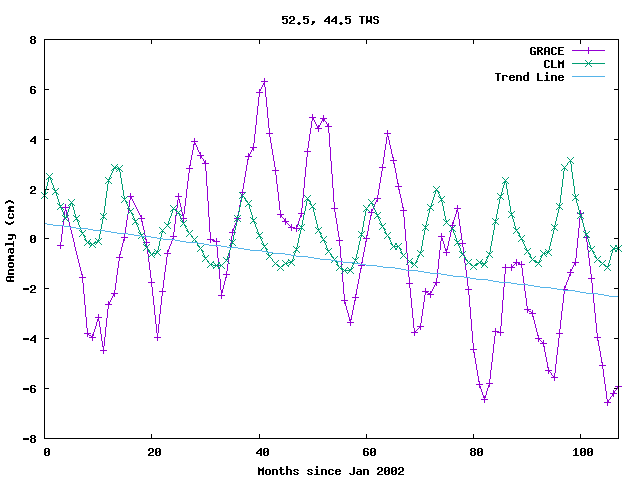 52.5, 44.5 TWS
GRACE
CLM
Trend Line
Anomaly (cm)
8
6
4
2
0
-2
-4
-6
-8
0 20 40 60 80 100
Months since Jan 2002